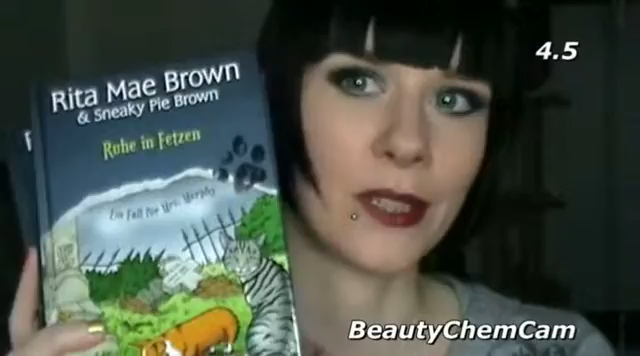 4.5
Rita Mae Brown
& Sneaky Pie Brown
Ruhe in Fetzen
Ein Fall für Mrs. Murphy
BeautyChemCam